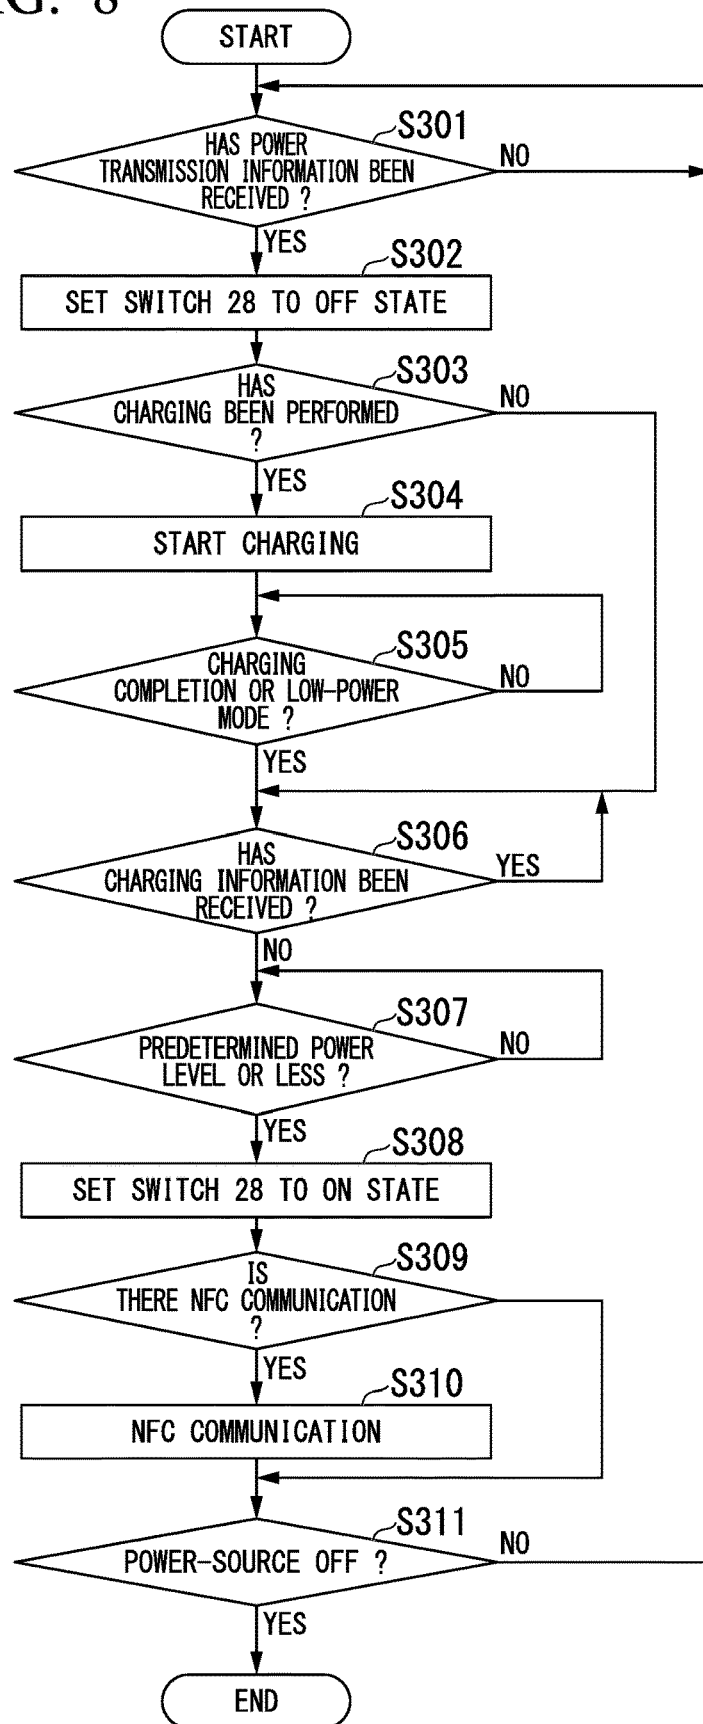 IG. 8
START
S301
HAS POWER
TRANSMISSION INFORMATION BEEN
RECEIVED ?
NO
YES
S302
SET SWITCH 28 TO OFF STATE
S303
HAS
CHARGING BEEN PERFORMED
?
NO
YES
S304
START CHARGING
S305
CHARGING
COMPLETION OR LOW-POWER
MODE ?
NO
YES
S306
HAS
CHARGING INFORMATION BEEN
RECEIVED ?
YES
NO
S307
PREDETERMINED POWER
LEVEL OR LESS ?
NO
YES
S308
SET SWITCH 28 TO ON STATE
S309
IS
THERE NFC COMMUNICATION
?
YES
S310
NFC COMMUNICATION
S311
POWER-SOURCE OFF ?
NO
YES
END